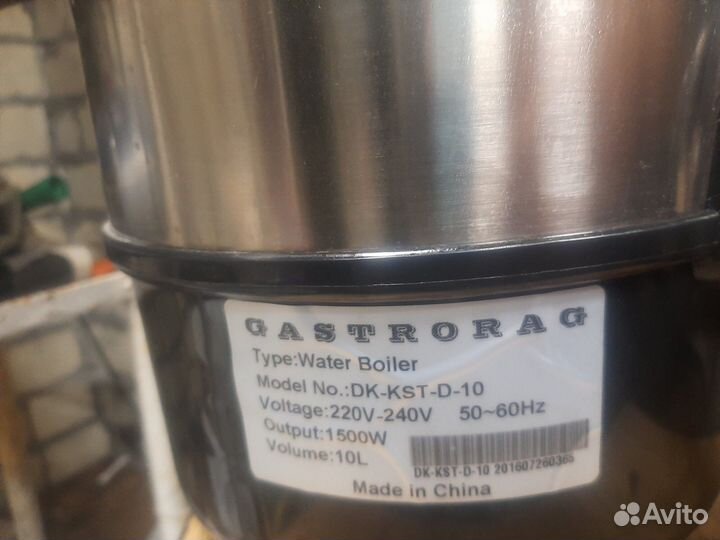 GASTRORAG
Type:Water Boiler
Model No.:DK-KST-D-10
Voltage:220V-240V 50~60Hz
Output:1500W
Volume:10L
DK-KST-D-10 201607260365
Made in China
Avito